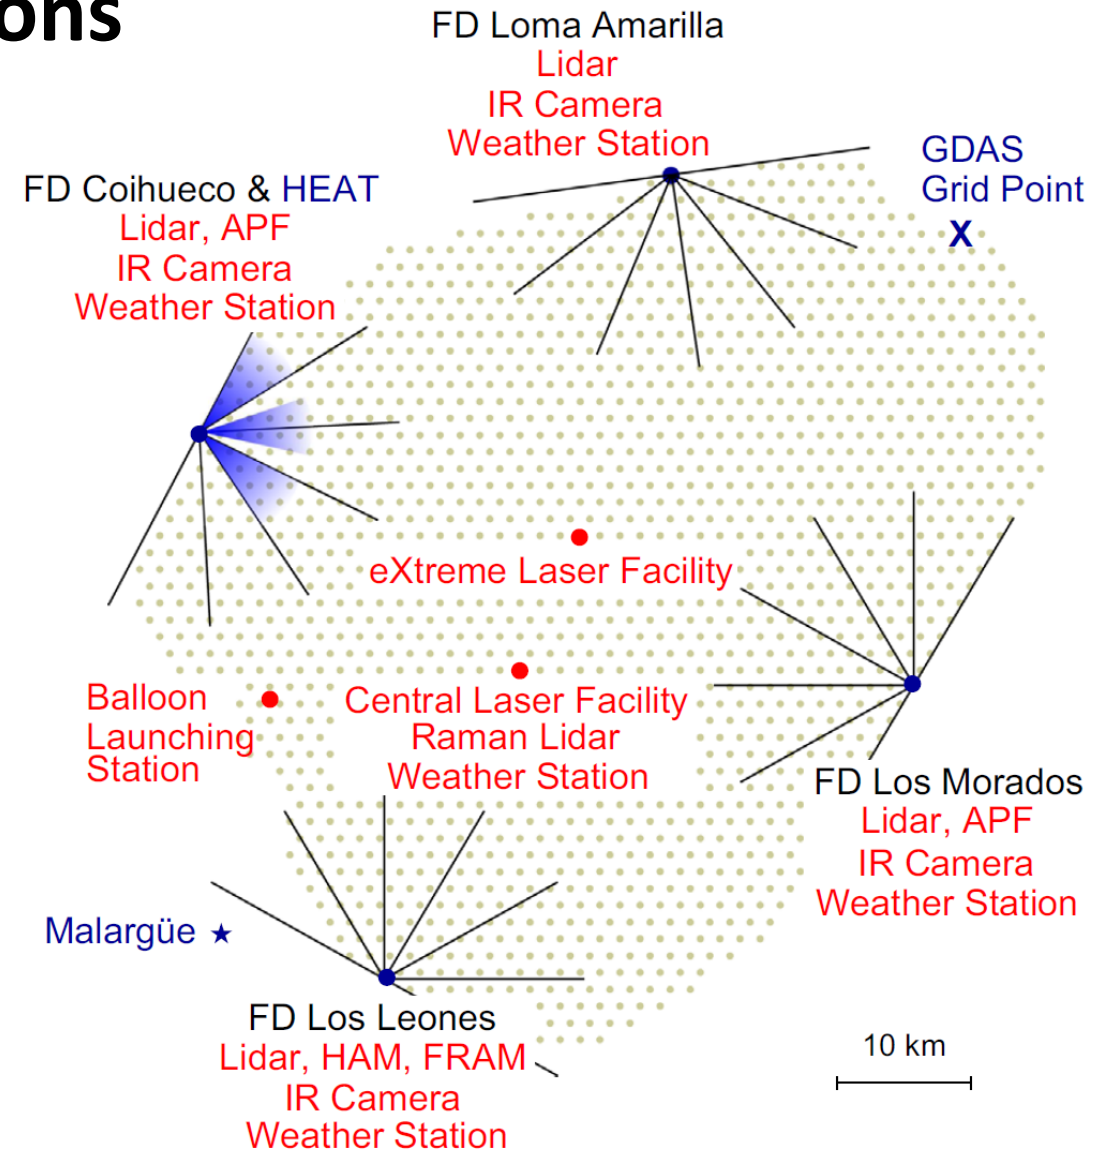 ons
FD Loma Amarilla
Lidar
IR Camera
Weather Station
GDAS
Grid Point
X
FD Coihueco & HEAT
Lidar, APF
IR Camera
Weather Station
eXtreme Laser Facility
Balloon
Launching
Station
Central Laser Facility
Raman Lidar
Weather Station
FD Los Morados
Lidar, APF
IR Camera
Weather Station
Malargüe
FD Los Leones
Lidar, HAM, FRAM
IR Camera
Weather Station
10 km